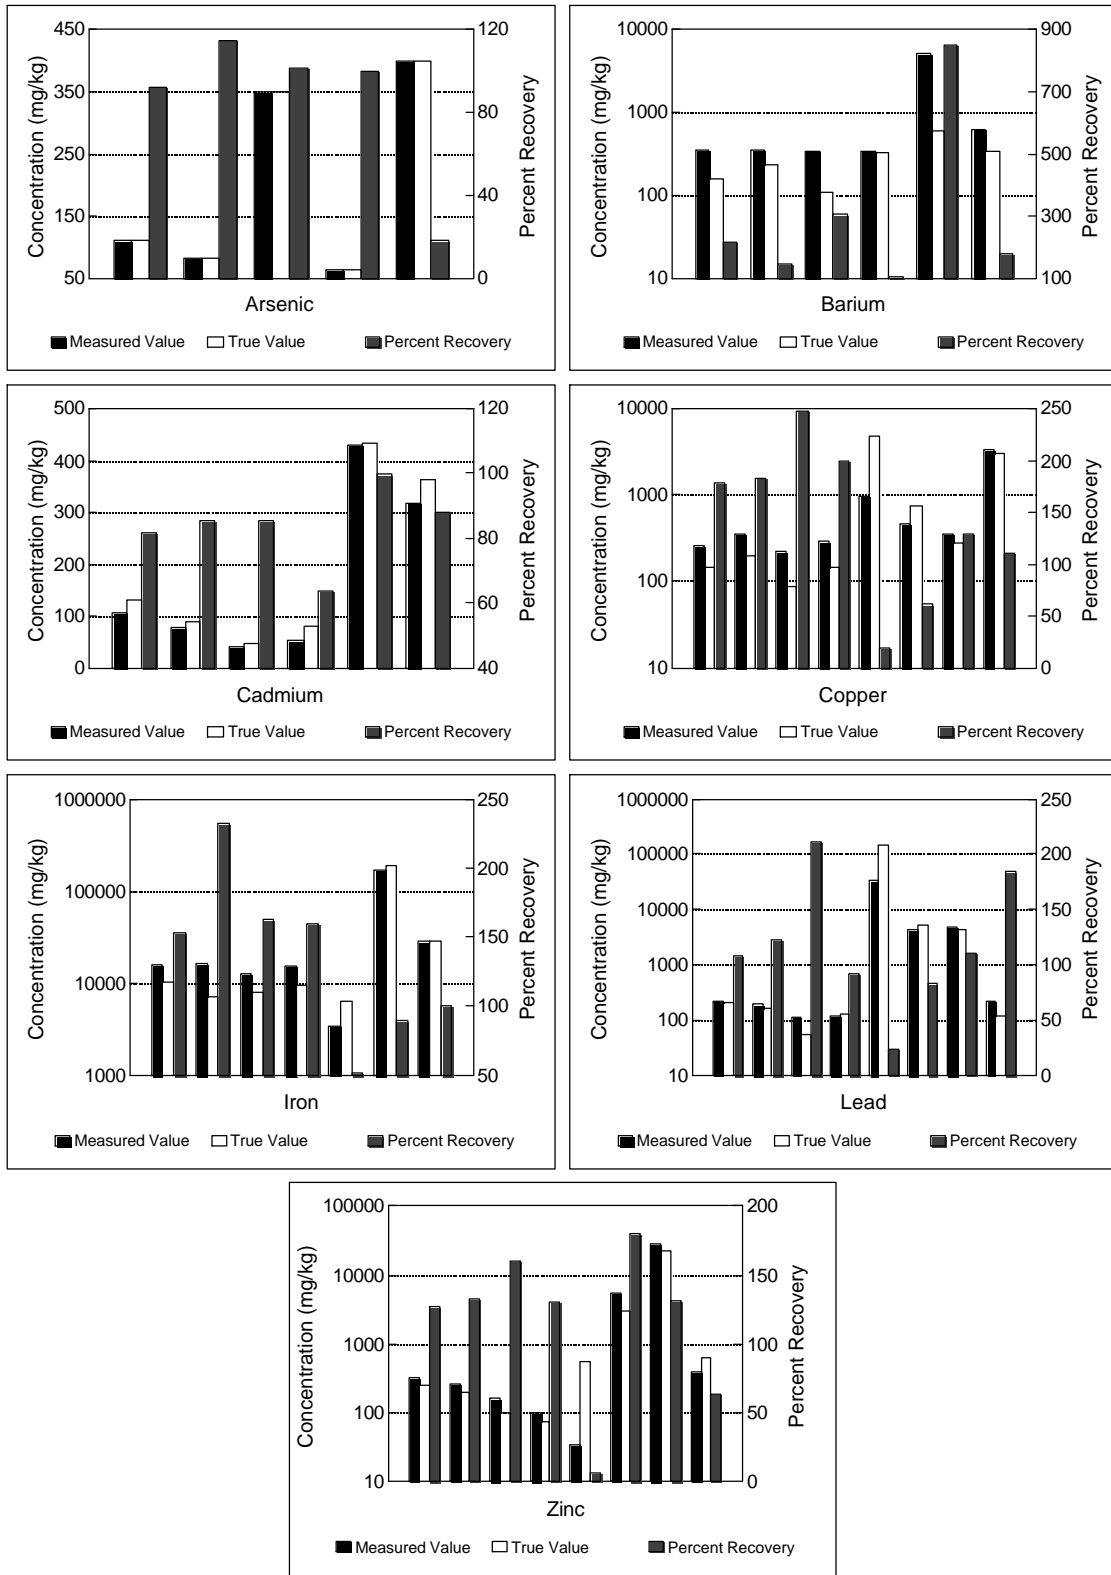 450
350
250
150
50
Concentration (mg/kg)
120
80
40
0
Percent Recovery
Arsenic
Measured Value True Value Percent Recovery
10000
1000
100
10
Concentration (mg/kg)
900
700
500
300
100
Percent Recovery
Barium
Measured Value True Value Percent Recovery
500
400
300
200
100
0
Concentration (mg/kg)
120
100
80
60
40
Percent Recovery
Cadmium
Measured Value True Value Percent Recovery
10000
1000
100
10
Concentration (mg/kg)
250
200
150
100
50
0
Percent Recovery
Copper
Measured Value True Value Percent Recovery
1000000
100000
10000
1000
Concentration (mg/kg)
250
200
150
100
50
Percent Recovery
Iron
Measured Value True Value Percent Recovery
1000000
100000
10000
1000
100
10
Concentration (mg/kg)
250
200
150
100
50
0
Percent Recovery
Lead
Measured Value True Value Percent Recovery
100000
10000
1000
100
10
Concentration (mg/kg)
200
150
100
50
0
Percent Recovery
Zinc
Measured Value True Value Percent Recovery